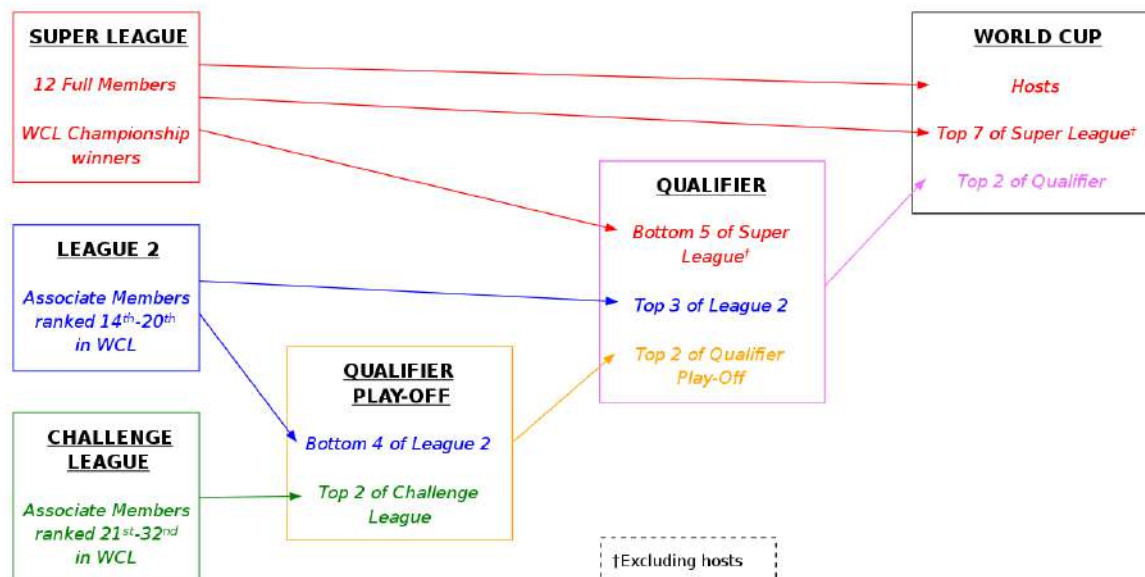 SUPER LEAGUE
12 Full Members
WCL Championship
winners
LEAGUE 2
Associate Members
ranked 14th-20th
in WCL
CHALLENGE
LEAGUE
Associate Members
ranked 21st-32nd
in WCL
QUALIFIER
PLAY-OFF
Bottom 4 of League 2
Top 2 of Challenge
League
QUALIFIER
Bottom 5 of Super
League†
Top 3 of League 2
Top 2 of Qualifier
Play-Off
WORLD CUP
Hosts
Top 7 of Super League‡
Top 2 of Qualifier
†Excluding hosts